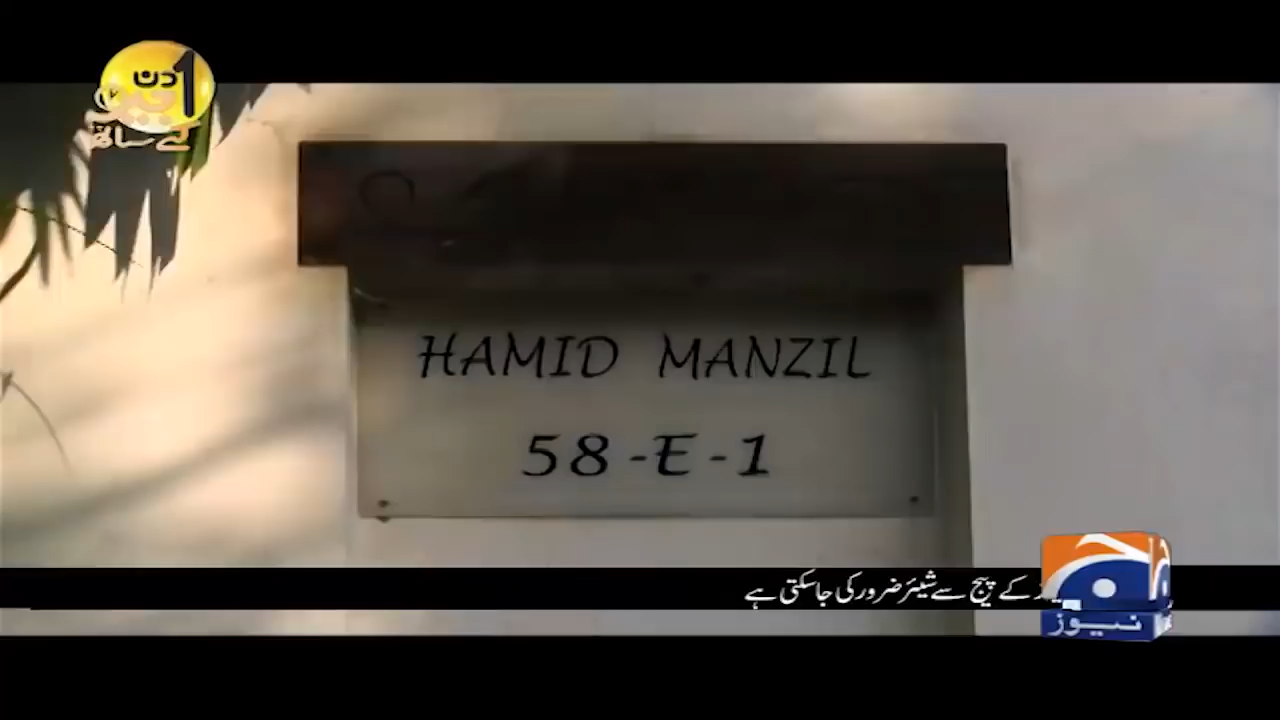 1 دن
کے ساتھ
HAMID MANZIL
58-E-1
کے پیج سے شیئر ضرور کی جاسکتی ہے
نیوز